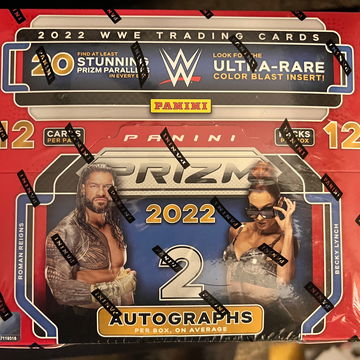 2022 WWE TRADING CARDS
20 FIND AT LEAST
STUNNING
PRIZM PARALLELS
IN EVERY BOX
W
LOOK FOR THE
ULTRA-RARE
COLOR BLAST INSERT!
PANINI
12 CARDS
PER PACK
PANINI
PACKS
PER BOX 12
PRIZM
2022
2
AUTOGRAPHS
PER BOX, ON AVERAGE
ROMAN REIGNS
BECKY LYNCH